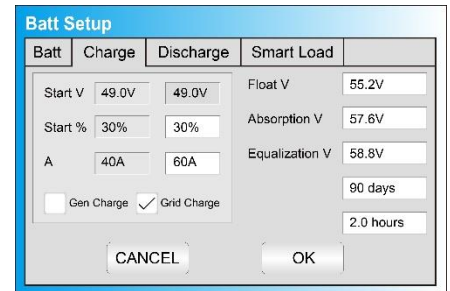 Batt Setup
Batt Charge Discharge Smart Load
Start V 49.0V 49.0V
Start % 30% 30%
A 40A 60A
Gen Charge Grid Charge
Float V 55.2V
Absorption V 57.6V
Equalization V 58.8V
90 days
2.0 hours
CANCEL OK